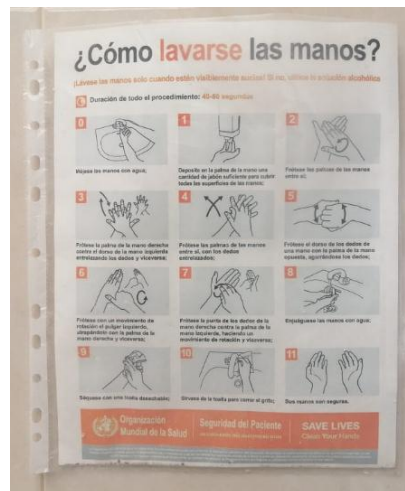 ¿Cómo lavarse las manos?
¡Lávese las manos solo cuando estén visiblemente sucias! Si no, utilice la solución alcohólica
Duración de todo el procedimiento: 40-60 segundos
0
Mójese las manos con agua;
1
Deposite en la palma de la mano una
cantidad de jabón suficiente para cubrir
todas las superficies de las manos;
2
Frótese las palmas de las manos
entre sí;
3
Frótese la palma de la mano derecha
contra el dorso de la mano izquierda
entrelazando los dedos y viceversa;
4
Frótese las palmas de las manos
entre sí, con los dedos
entrelazados;
5
Frótese el dorso de los dedos de
una mano con la palma de la mano
opuesta, agarrándose los dedos;
6
Frótese con un movimiento de
rotación el pulgar izquierdo,
atrapándolo con la palma de la
mano derecha y viceversa;
7
Frótese la punta de los dedos de la
mano derecha contra la palma de la
mano izquierda, haciendo un
movimiento de rotación y viceversa;
8
Enjuáguese las manos con agua;
9
Séquese con una toalla desechable;
10
Sírvase de la toalla para cerrar el grifo;
11
Sus manos son seguras.
Organización
Mundial de la Salud
Seguridad del Paciente
SAVE LIVES
Clean Your Hands